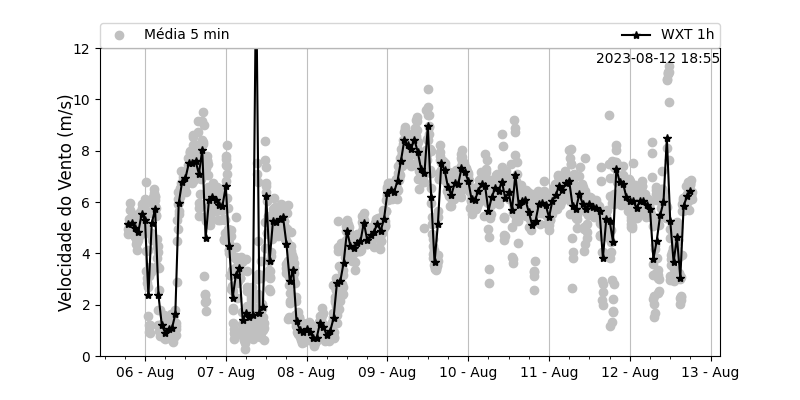 Média 5 min
WXT 1h
2023-08-12 18:55
Velocidade do Vento (m/s)
12
10
8
6
4
2
0
06 - Aug
07 - Aug
08 - Aug
09 - Aug
10 - Aug
11 - Aug
12 - Aug
13 - Aug